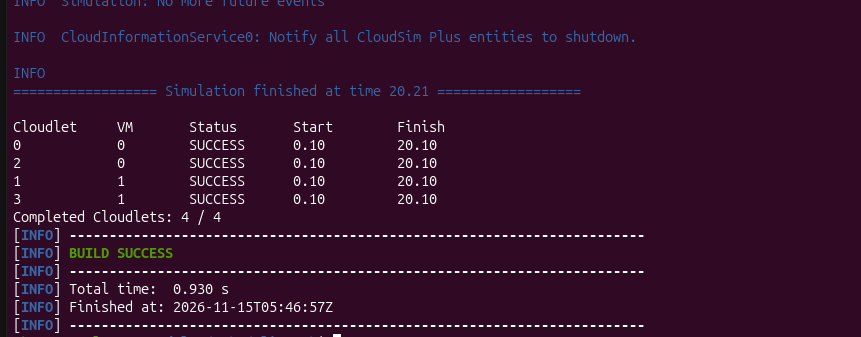 INFO  Simulation: No more future events
INFO  CloudInformationService0: Notify all CloudSim Plus entities to shutdown.
INFO
================== Simulation finished at time 20.21 ==================
Cloudlet     VM        Status       Start        Finish
0            0         SUCCESS      0.10         20.10
2            0         SUCCESS      0.10         20.10
1            1         SUCCESS      0.10         20.10
3            1         SUCCESS      0.10         20.10
Completed Cloudlets: 4 / 4
[INFO] ------------------------------------------------------------------------
[INFO] BUILD SUCCESS
[INFO] ------------------------------------------------------------------------
[INFO] Total time:  0.930 s
[INFO] Finished at: 2026-11-15T05:46:57Z
[INFO] ------------------------------------------------------------------------